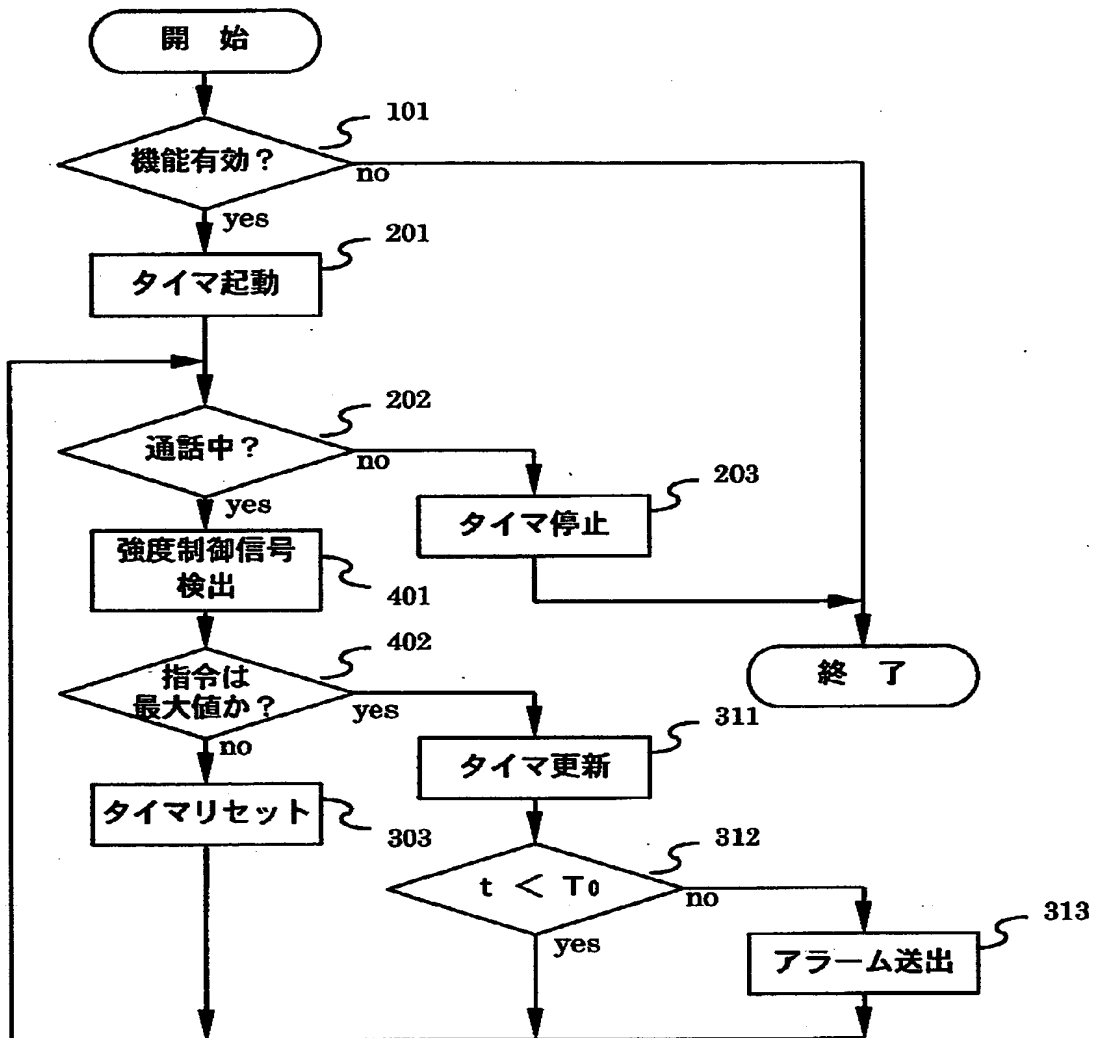 開 始
101
機能有効？
no
yes
201
タイマ起動
202
通話中？
no
yes
203
タイマ停止
強度制御信号
検出
401
402
指令は
最大値か？
yes
no
終 了
311
タイマ更新
タイマリセット
303
312
t ＜ T0
no
yes
313
アラーム送出